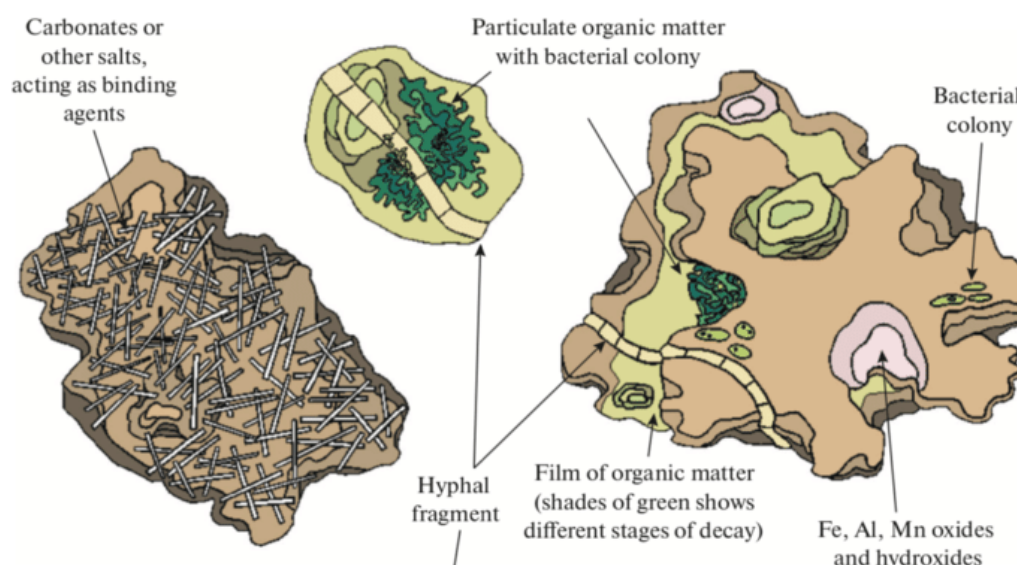 Carbonates or
other salts,
acting as binding
agents
Particulate organic matter
with bacterial colony
Bacterial
colony
Hyphal
fragment
Film of organic matter
(shades of green shows
different stages of decay)
Fe, Al, Mn oxides
and hydroxides